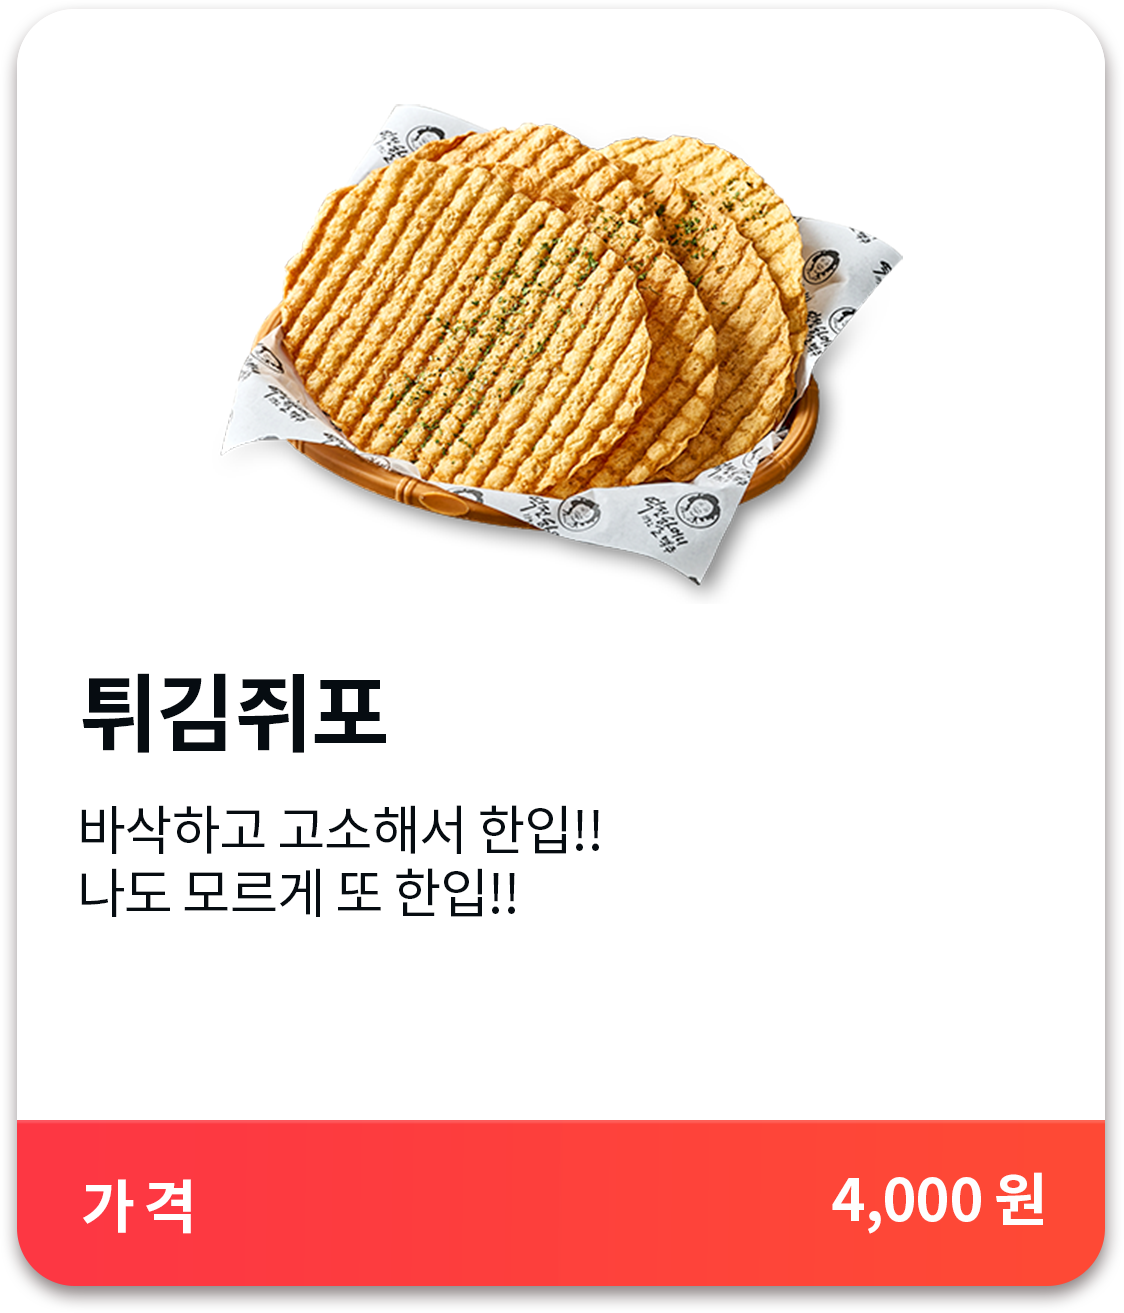 튀김쥐포
바삭하고 고소해서 한입!!
나도 모르게 또 한입!!
가 격
4,000 원